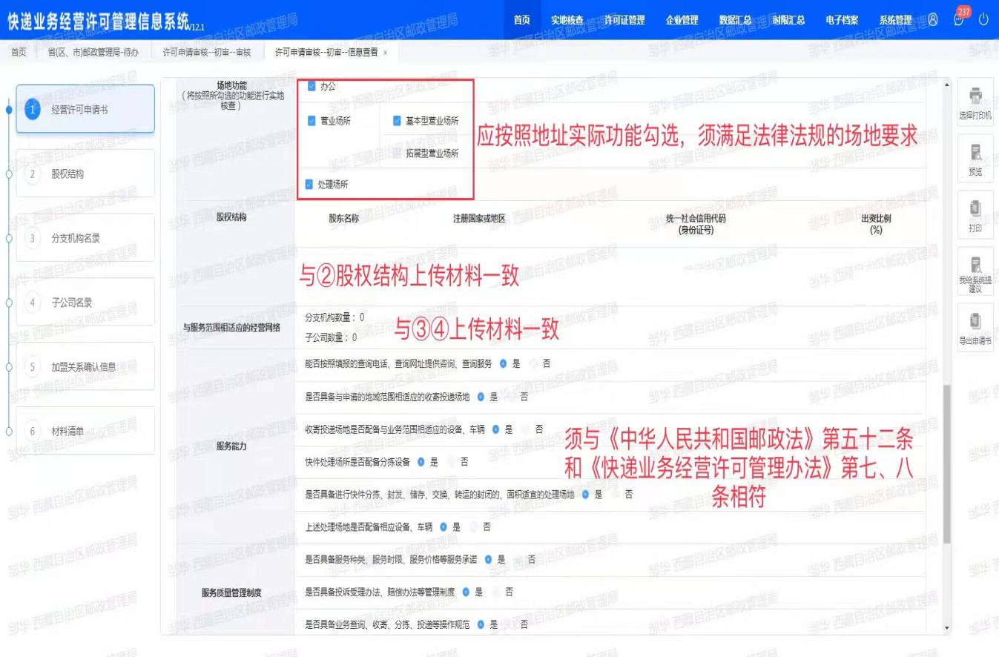 快递业务经营许可管理信息系统V12.1
首页 实地核查 许可证管理 企业管理 数据汇总 时限汇总 电子档案 系统管理 237
首页 省(区、市)邮政管理局-待办 许可申请审核--初审--审核 许可申请审核--初审--信息查看 ×
1 经营许可申请书
2 股权结构
3 分支机构名录
4 子公司名录
5 加盟关系确认信息
6 材料清单
场地功能
(将按照所勾选的功能进行实地
核查)
办公
营业场所 基本型营业场所
拓展型营业场所
处理场所
应按照地址实际功能勾选，须满足法律法规的场地要求
股权结构 股东名称 注册国家或地区 统一社会信用代码 出资比例
(身份证号) (%)
与②股权结构上传材料一致
与服务范围相适应的经营网络
分支机构数量：0
子公司数量：0
与③④上传材料一致
服务能力
能否按照填报的查询电话、查询网址提供咨询、查询服务 是 否
是否具备与申请的地域范围相适应的收寄投递场地 是 否
收寄投递场地是否配备与业务范围相适应的设备、车辆 是 否
快件处理场所是否配备分拣设备 是 否
是否具备进行快件分拣、封发、储存、交换、转运的封闭的、面积适宜的处理场地 是 否
上述处理场地是否配备相应设备、车辆 是 否
须与《中华人民共和国邮政法》第五十二条
和《快递业务经营许可管理办法》第七、八
条相符
服务质量管理制度
是否具备服务种类、服务时限、服务价格等服务承诺 是 否
是否具备投诉受理办法、赔偿办法等管理制度 是 否
是否具备业务查询、收寄、分拣、投递等操作规范 是 否
选择打印机
预览
打印
我给系统提
建议
导出申请书
邹华 西藏自治区邮政管理局